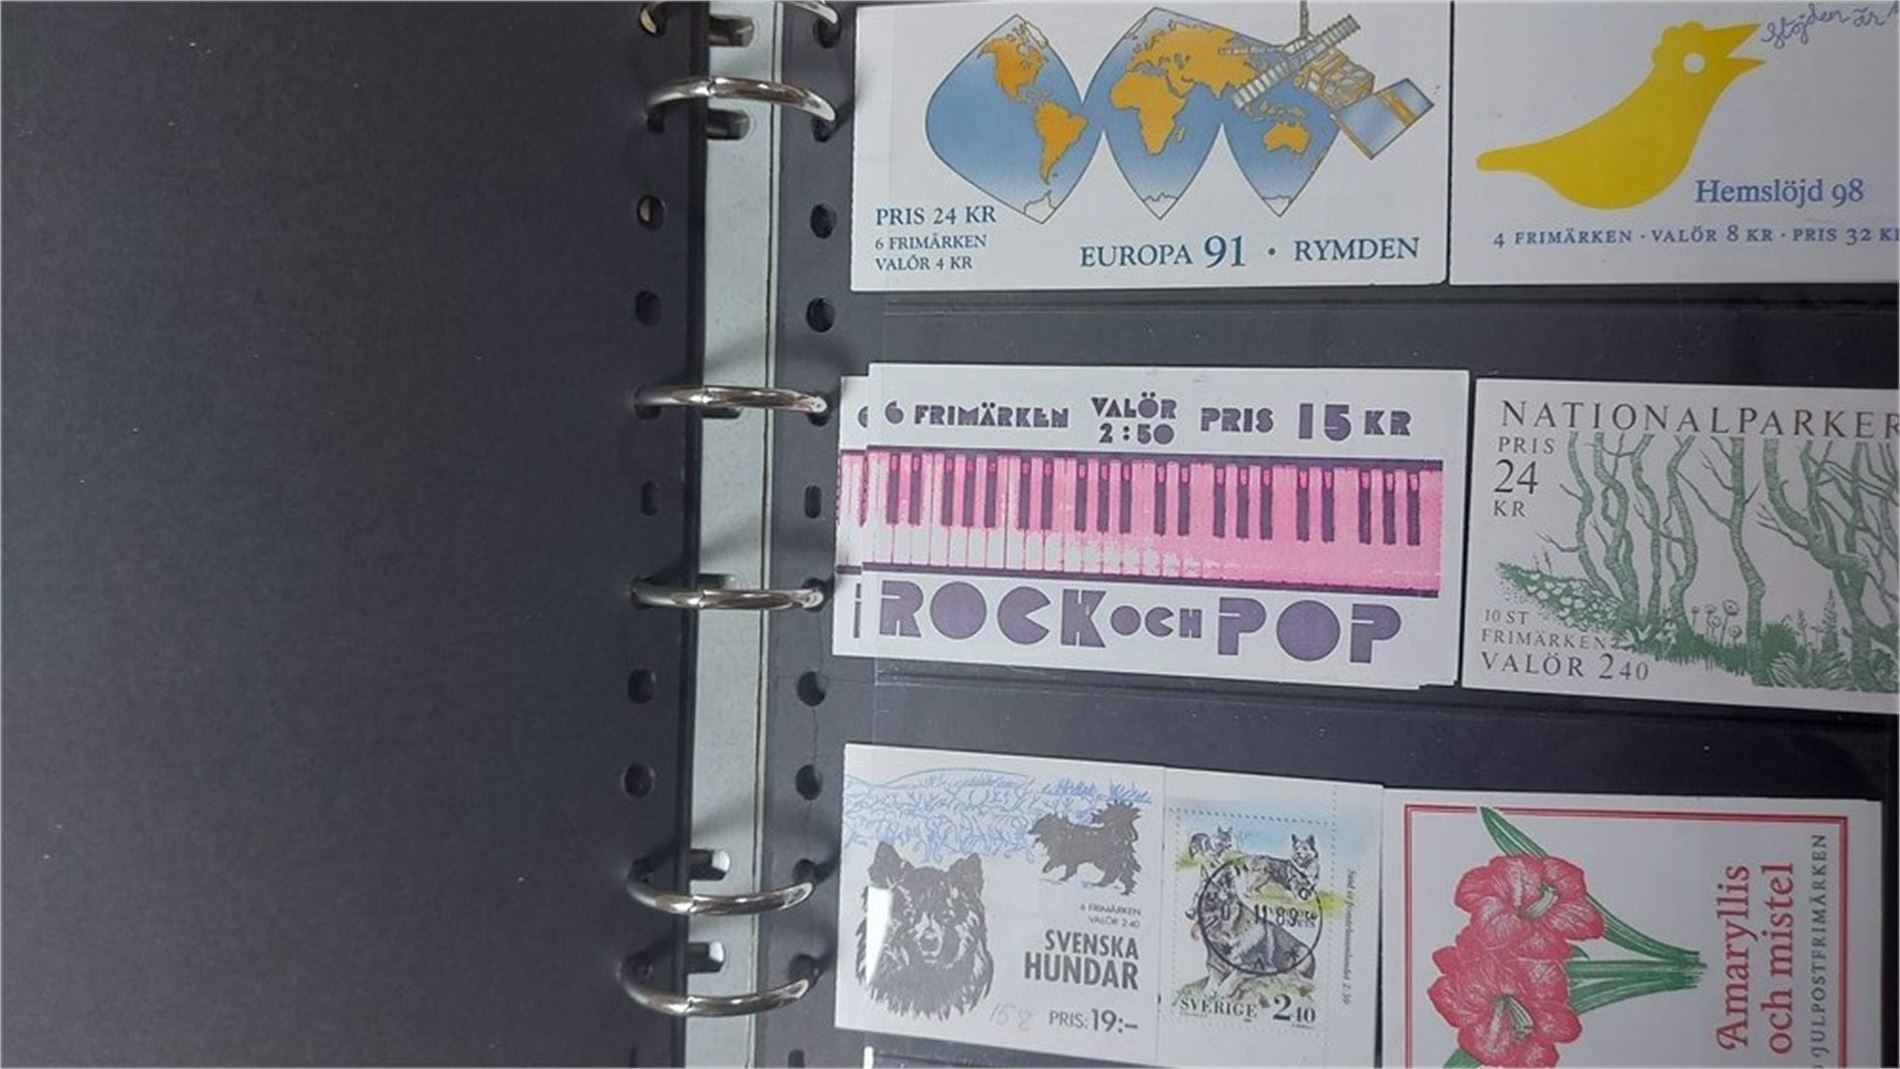 PRIS 24 KR
6 FRIMÄRKEN
VALÖR 4 KR
EUROPA 91 · RYMDEN
Slöjden är
Hemslöjd 98
4 FRIMÄRKEN · VALÖR 8 KR · PRIS 32 KR
6 FRIMÄRKEN VALÖR 2:50 PRIS 15 KR
ROCK OCH POP
NATIONALPARKER
PRIS
24
KR
10 ST
FRIMÄRKEN
VALÖR 2 40
6 FRIMÄRKEN
VALÖR 2.40
SVENSKA
HUNDAR
158
PRIS: 19:-
SVERIGE 2.40
Amaryllis
och mistel
JULPOSTFRIMÄRKEN